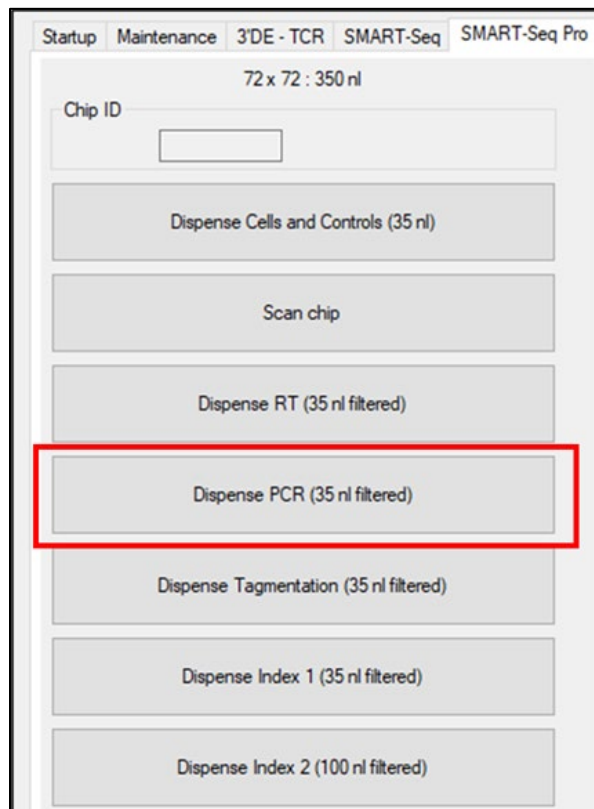 Startup Maintenance 3'DE - TCR SMART-Seq SMART-Seq Pro
72 x 72 : 350 nl
Chip ID
Dispense Cells and Controls (35 nl)
Scan chip
Dispense RT (35 nl filtered)
Dispense PCR (35 nl filtered)
Dispense Tagmentation (35 nl filtered)
Dispense Index 1 (35 nl filtered)
Dispense Index 2 (100 nl filtered)